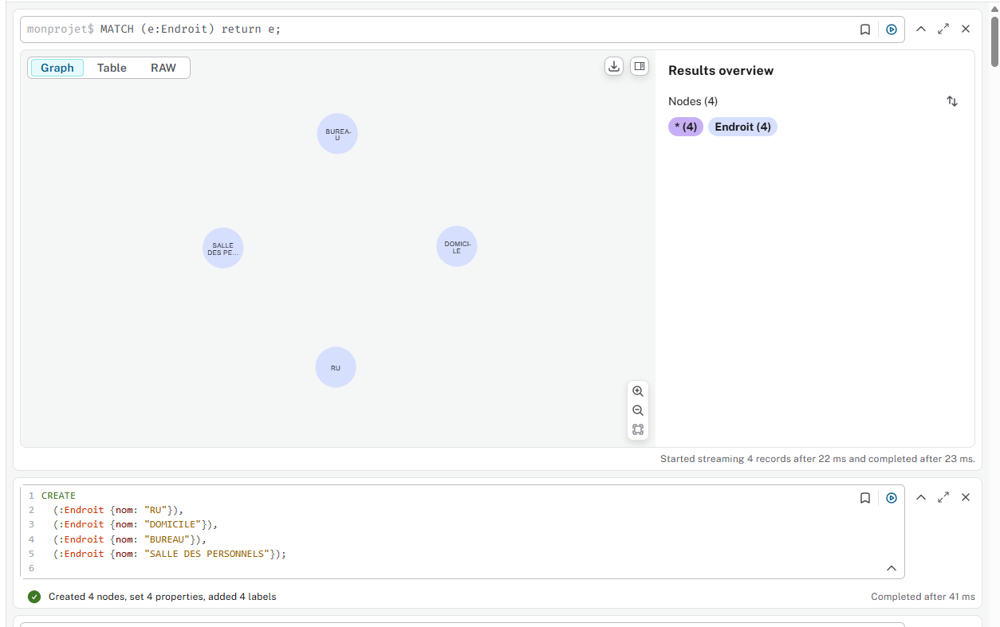 monprojet$ MATCH (e:Endroit) return e;
Graph Table RAW
Results overview
Nodes (4)
* (4) Endroit (4)
BUREA-
U
SALLE
DES PE...
DOMICI-
LE
RU
Started streaming 4 records after 22 ms and completed after 23 ms.
1 CREATE
2 (:Endroit {nom: "RU"}),
3 (:Endroit {nom: "DOMICILE"}),
4 (:Endroit {nom: "BUREAU"}),
5 (:Endroit {nom: "SALLE DES PERSONNELS"});
6
Created 4 nodes, set 4 properties, added 4 labels
Completed after 41 ms